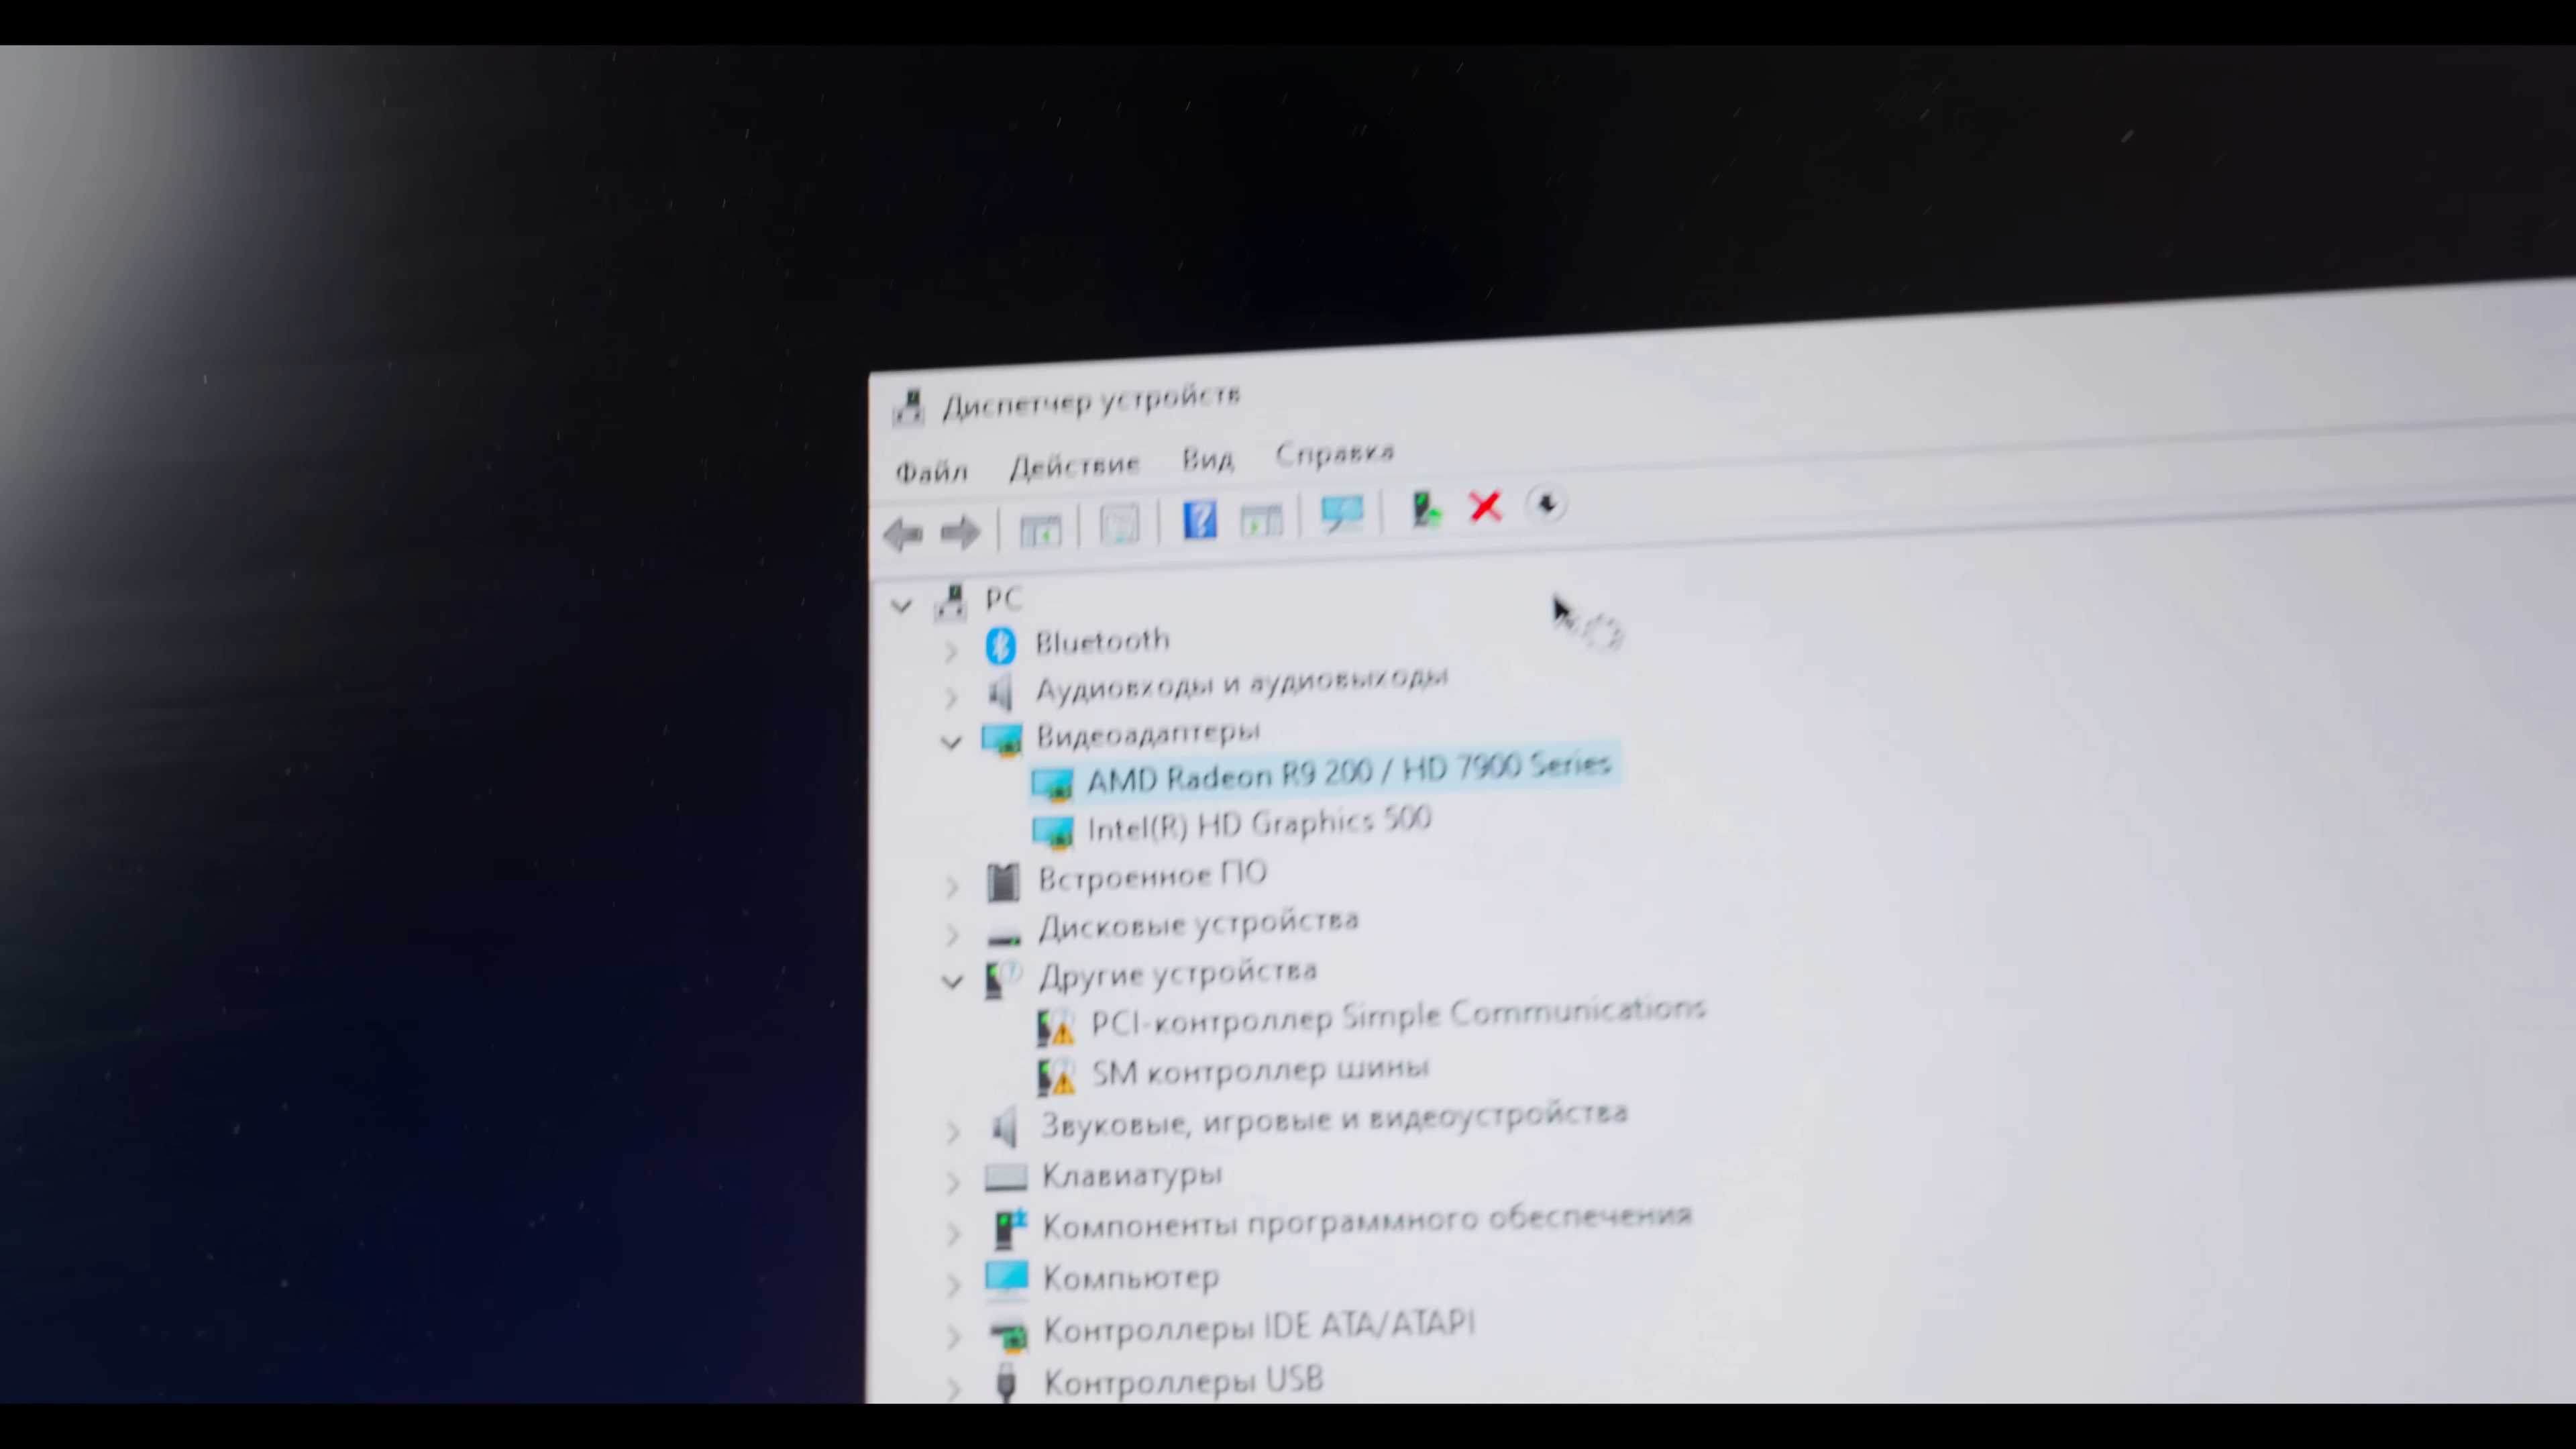 Диспетчер устройств
Файл Действие Вид Справка
PC
Bluetooth
Аудиовходы и аудиовыходы
Видеоадаптеры
AMD Radeon R9 200 / HD 7900 Series
Intel(R) HD Graphics 500
Встроенное ПО
Дисковые устройства
Другие устройства
PCI-контроллер Simple Communications
SM контроллер шины
Звуковые, игровые и видеоустройства
Клавиатуры
Компоненты программного обеспечения
Компьютер
Контроллеры IDE ATA/ATAPI
Контроллеры USB